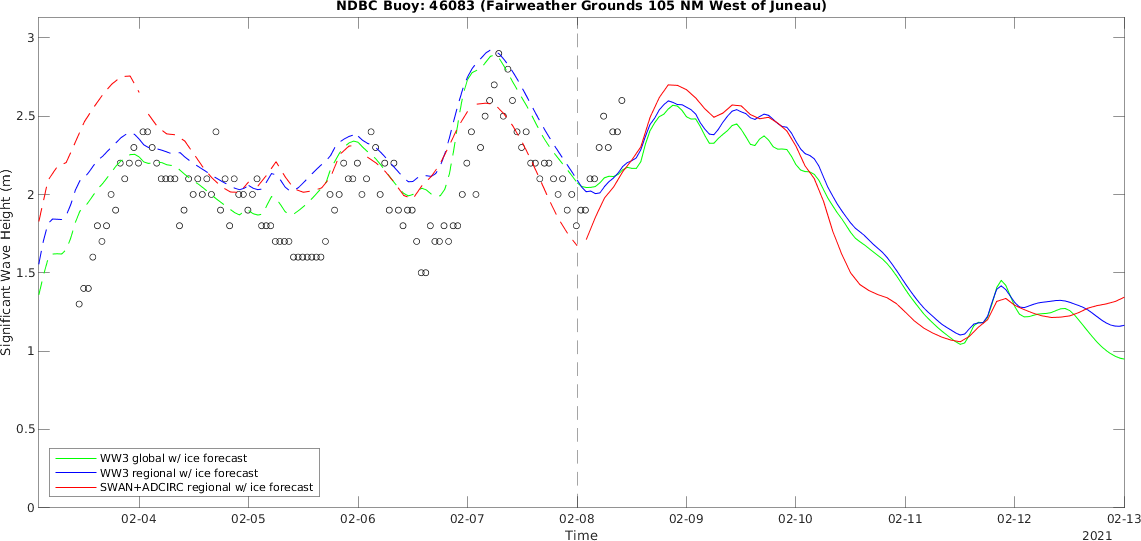 NDBC Buoy: 46083 (Fairweather Grounds 105 NM West of Juneau)
3
2.5
2
1.5
1
0.5
0
Significant Wave Height (m)
WW3 global w/ ice forecast
WW3 regional w/ ice forecast
SWAN+ADCIRC regional w/ ice forecast
02-04 02-05 02-06 02-07 02-08 02-09 02-10 02-11 02-12 02-13
Time
2021